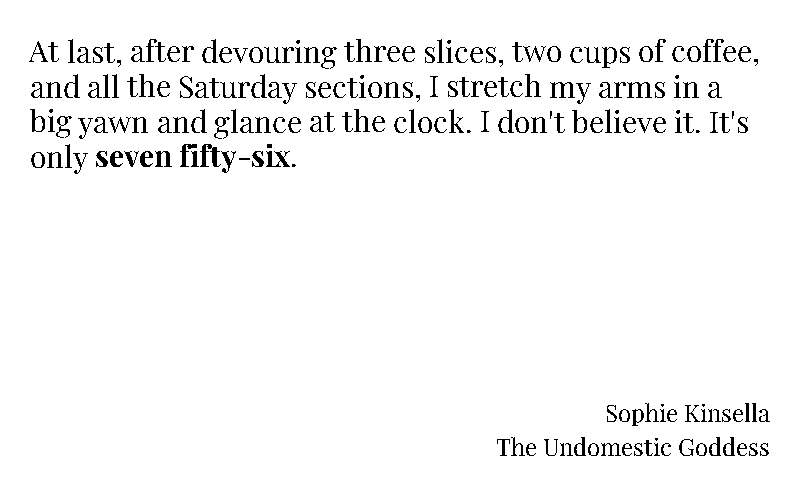 At last, after devouring three slices, two cups of coffee,
and all the Saturday sections, I stretch my arms in a
big yawn and glance at the clock. I don't believe it. It's
only seven fifty-six.
Sophie Kinsella
The Undomestic Goddess